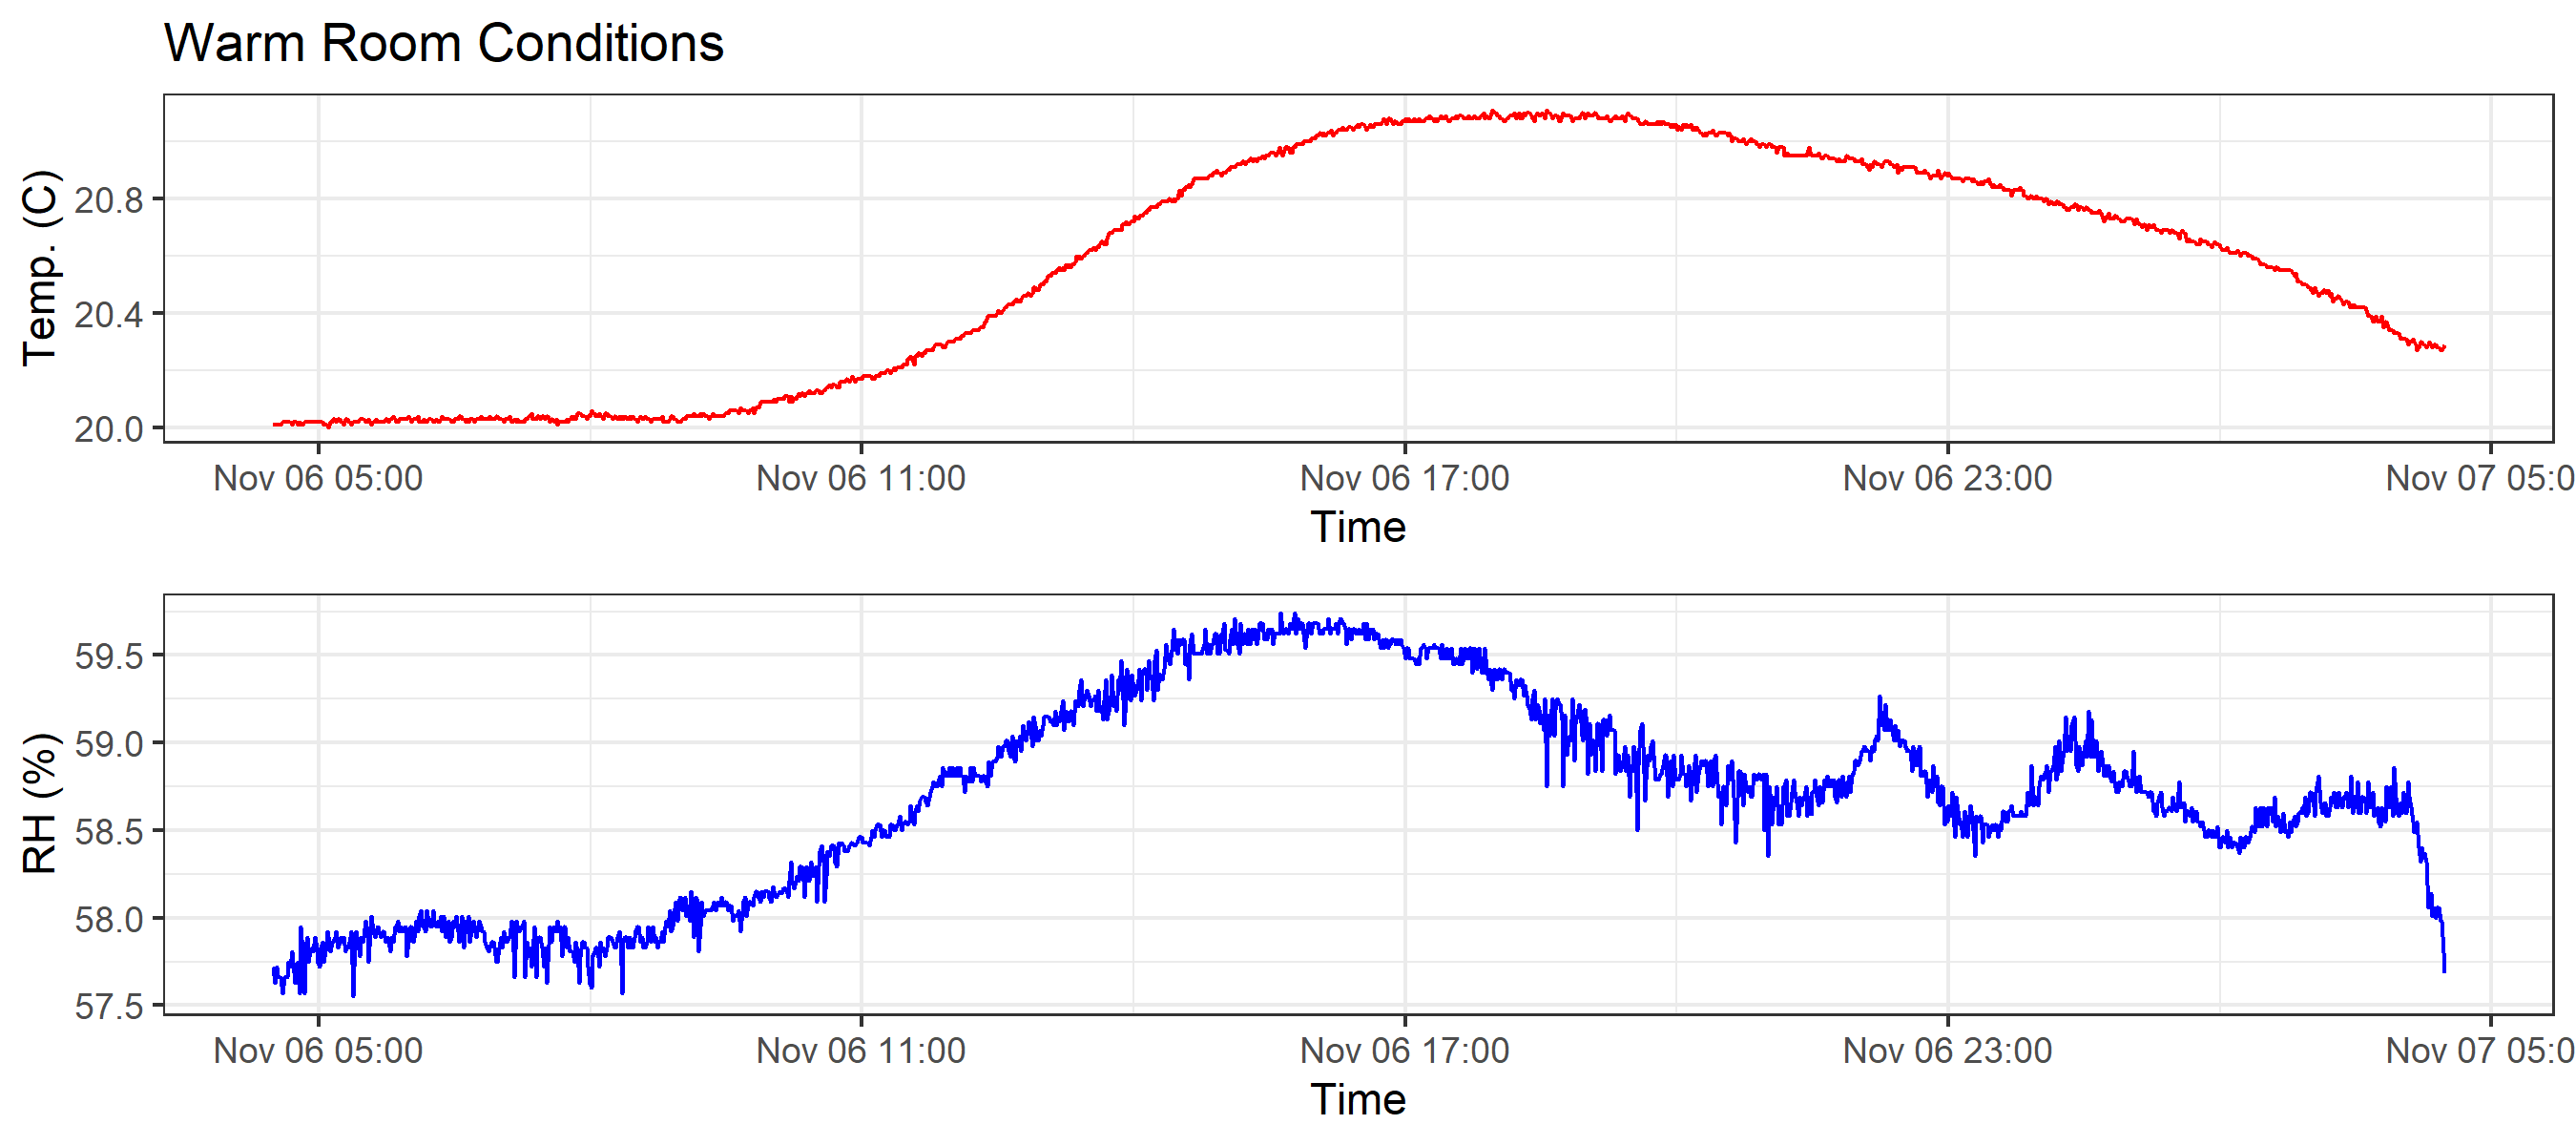 Warm Room Conditions
Temp. (C)
20.8
20.4
20.0
Nov 06 05:00 Nov 06 11:00 Nov 06 17:00 Nov 06 23:00 Nov 07 05:0
Time
RH (%)
59.5
59.0
58.5
58.0
57.5
Nov 06 05:00 Nov 06 11:00 Nov 06 17:00 Nov 06 23:00 Nov 07 05:0
Time